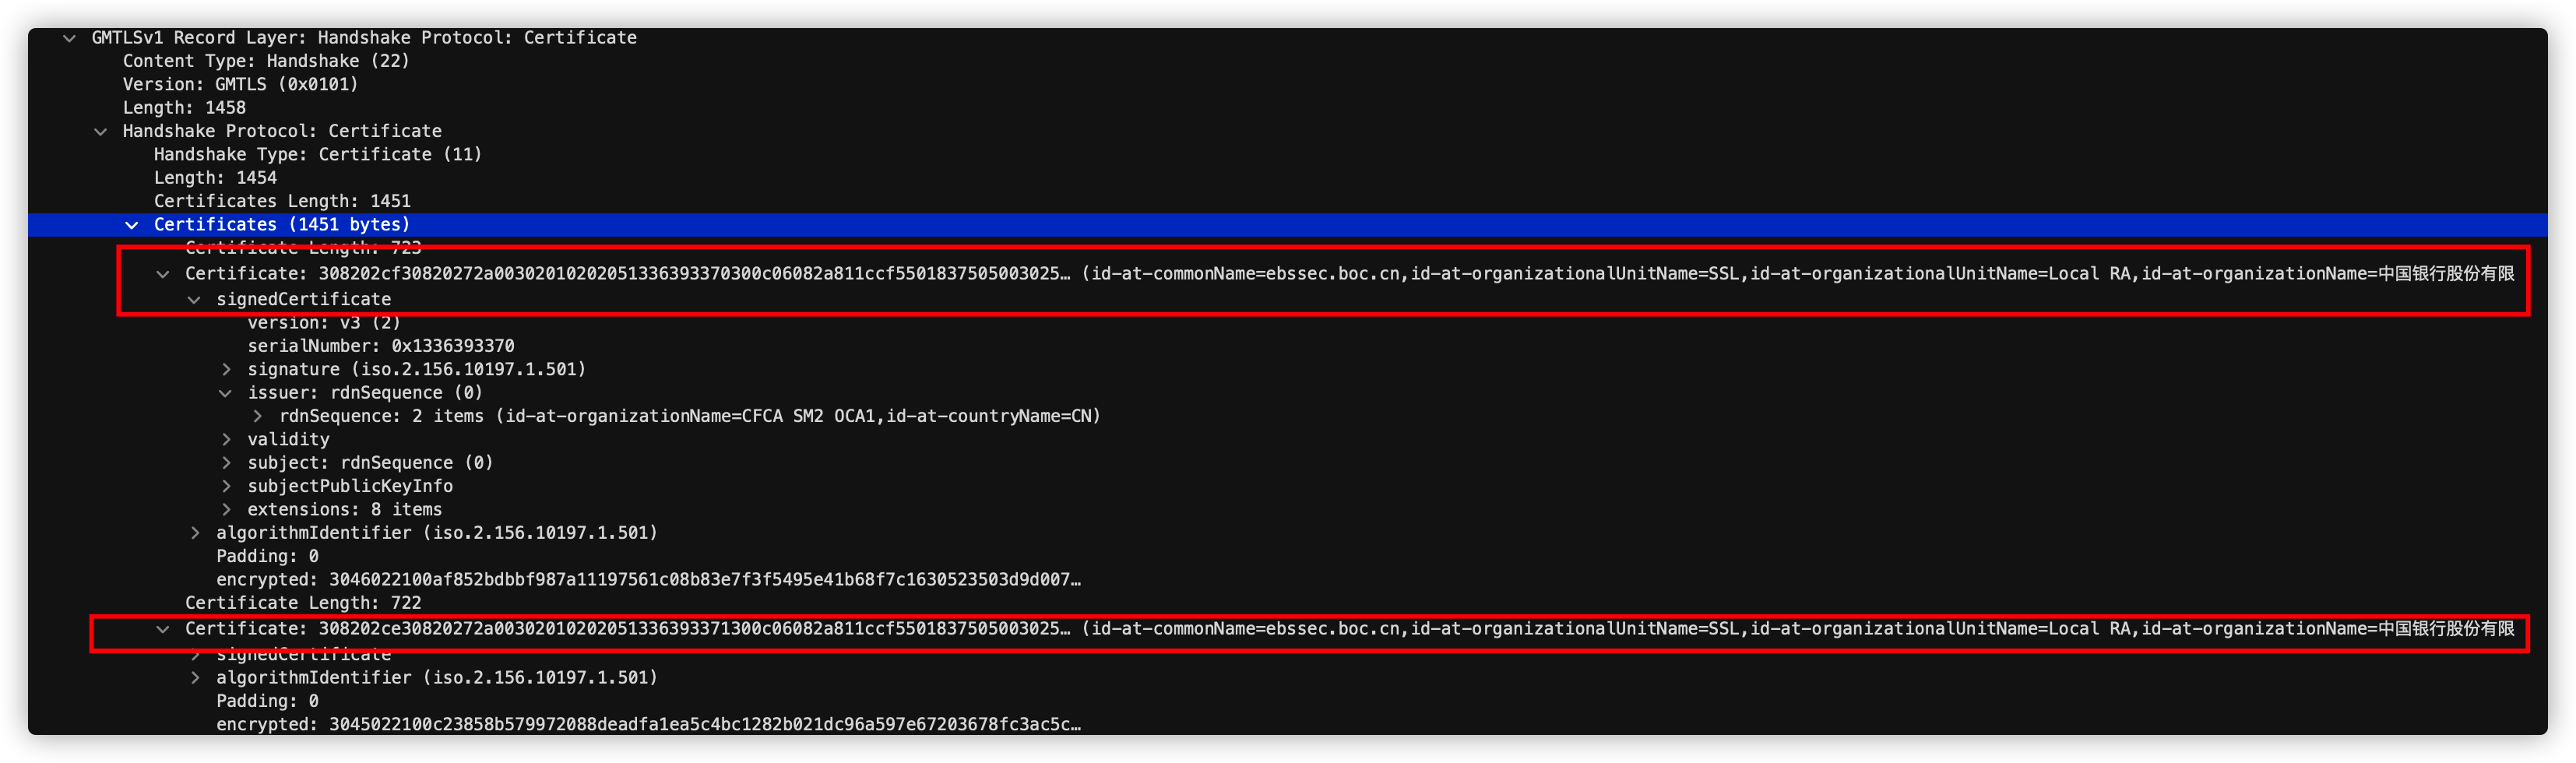 GMTLSv1 Record Layer: Handshake Protocol: Certificate
Content Type: Handshake (22)
Version: GMTLS (0x0101)
Length: 1458
Handshake Protocol: Certificate
Handshake Type: Certificate (11)
Length: 1454
Certificates Length: 1451
Certificates (1451 bytes)
Certificate Length: 723
Certificate: 308202cf30820272a00302010202051336393370300c06082a811ccf5501837505003025… (id-at-commonName=ebssec.boc.cn,id-at-organizationalUnitName=SSL,id-at-organizationalUnitName=Local RA,id-at-organizationName=中国银行股份有限
signedCertificate
version: v3 (2)
serialNumber: 0x1336393370
signature (iso.2.156.10197.1.501)
issuer: rdnSequence (0)
rdnSequence: 2 items (id-at-organizationName=CFCA SM2 OCA1,id-at-countryName=CN)
validity
subject: rdnSequence (0)
subjectPublicKeyInfo
extensions: 8 items
algorithmIdentifier (iso.2.156.10197.1.501)
Padding: 0
encrypted: 3046022100af852bdbbf987a11197561c08b83e7f3f5495e41b68f7c1630523503d9d007…
Certificate Length: 722
Certificate: 308202ce30820272a00302010202051336393371300c06082a811ccf5501837505003025… (id-at-commonName=ebssec.boc.cn,id-at-organizationalUnitName=SSL,id-at-organizationalUnitName=Local RA,id-at-organizationName=中国银行股份有限
signedCertificate
algorithmIdentifier (iso.2.156.10197.1.501)
Padding: 0
encrypted: 3045022100c23858b579972088deadfa1ea5c4bc1282b021dc96a597e67203678fc3ac5c…